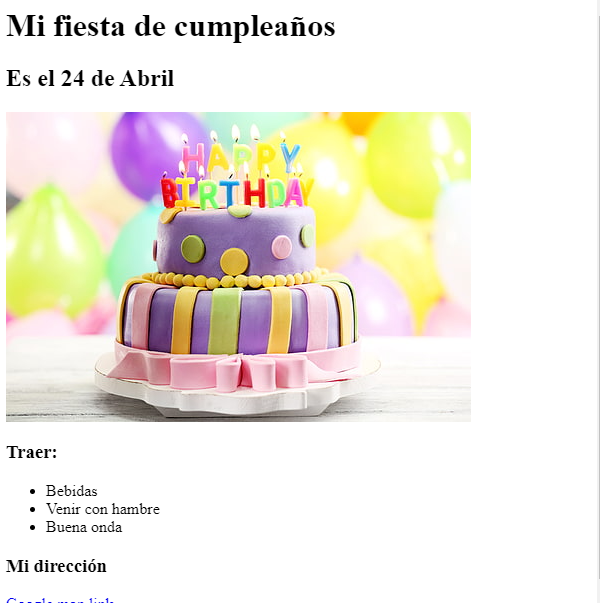 Mi fiesta de cumpleaños
Es el 24 de Abril
HAPPY
BIRTHDAY
Traer:
Bebidas
Venir con hambre
Buena onda
Mi dirección
Google map link